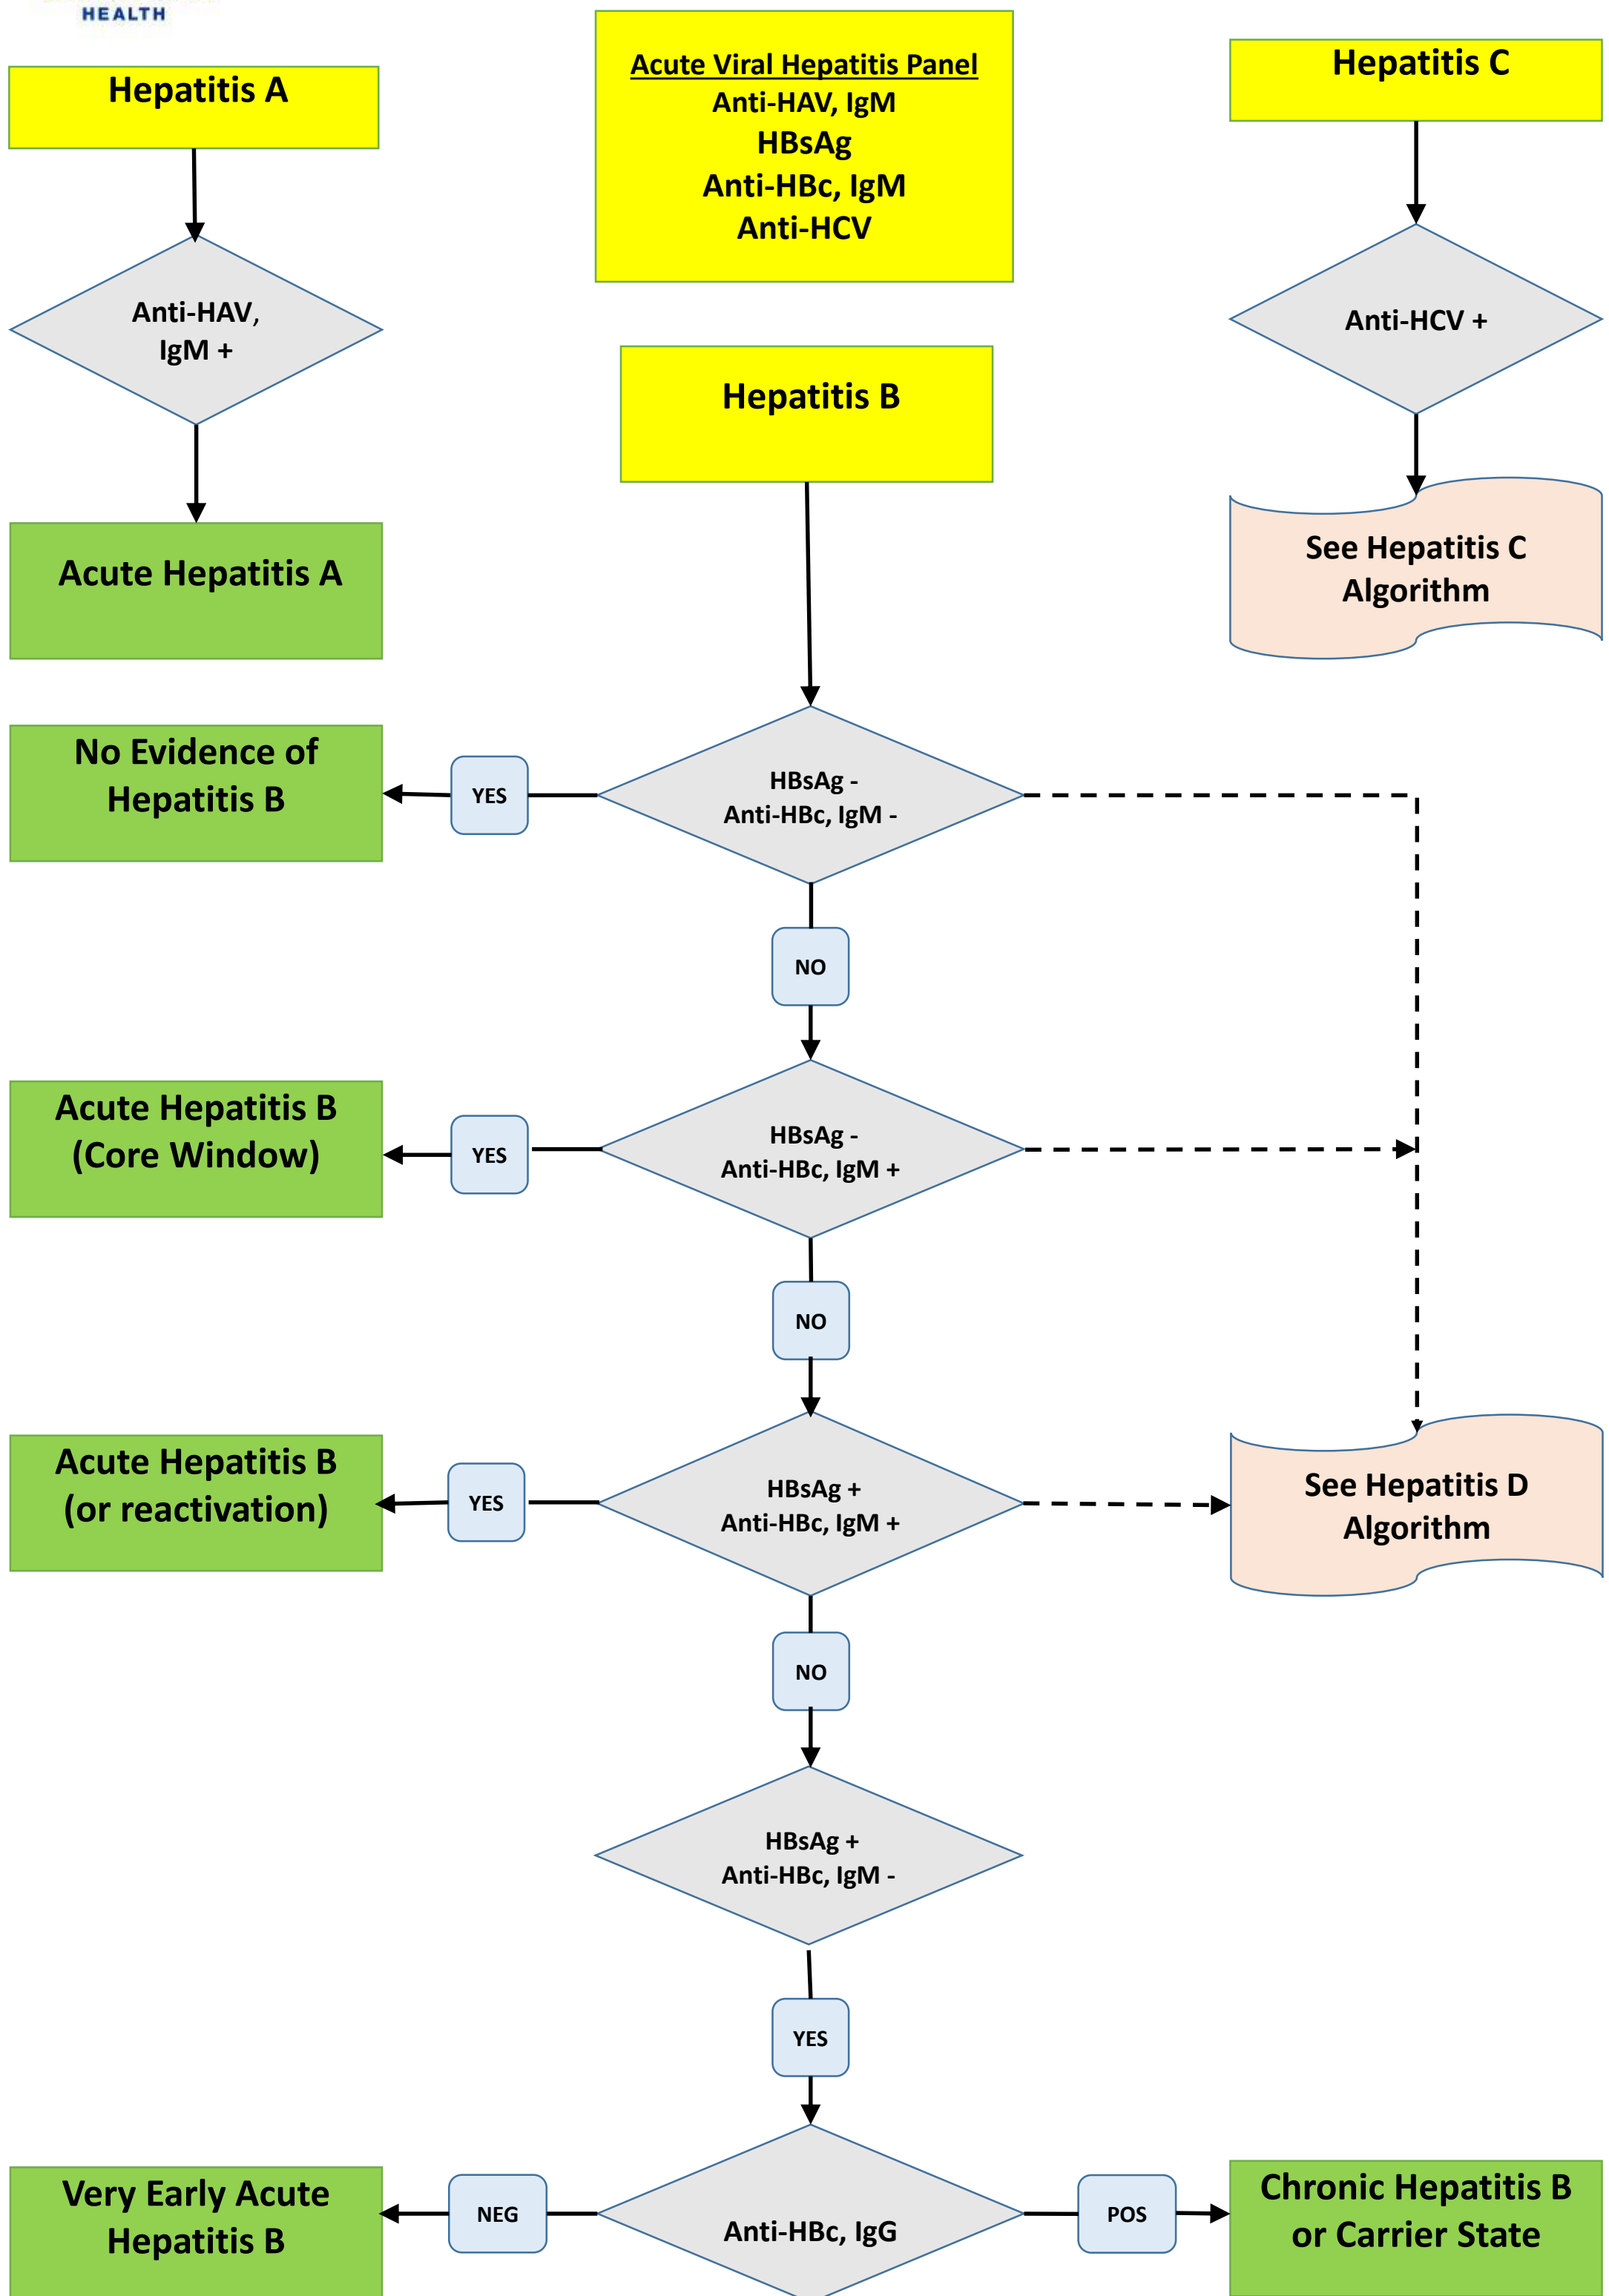 HEALTH
Hepatitis A
Acute Viral Hepatitis Panel
Anti-HAV, IgM
HBsAg
Anti-HBc, IgM
Anti-HCV
Hepatitis C
Anti-HAV,
IgM +
Anti-HCV +
Hepatitis B
Acute Hepatitis A
See Hepatitis C
Algorithm
No Evidence of
Hepatitis B
YES
HBsAg -
Anti-HBc, IgM -
NO
Acute Hepatitis B
(Core Window)
YES
HBsAg -
Anti-HBc, IgM +
NO
Acute Hepatitis B
(or reactivation)
YES
HBsAg +
Anti-HBc, IgM +
See Hepatitis D
Algorithm
NO
HBsAg +
Anti-HBc, IgM -
YES
Very Early Acute
Hepatitis B
NEG
Anti-HBc, IgG
POS
Chronic Hepatitis B
or Carrier State